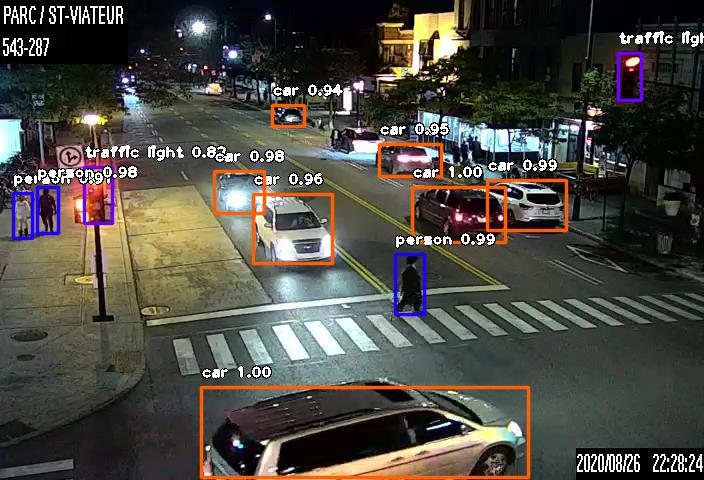 PARC / ST-VIATEUR
543-287
traffic ligh
car 0.94
car 0.95
traffic light 0.82
car 0.98
car 0.99
person 0.98
car 0.96
car 1.00
person 0.99
car 1.00
2020/08/26 22:28:24